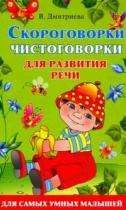 В. Дмитриева
СКОРОГОВОРКИ
ЧИСТОГОВОРКИ
ДЛЯ РАЗВИТИЯ
РЕЧИ
ДЛЯ САМЫХ УМНЫХ МАЛЫШЕЙ